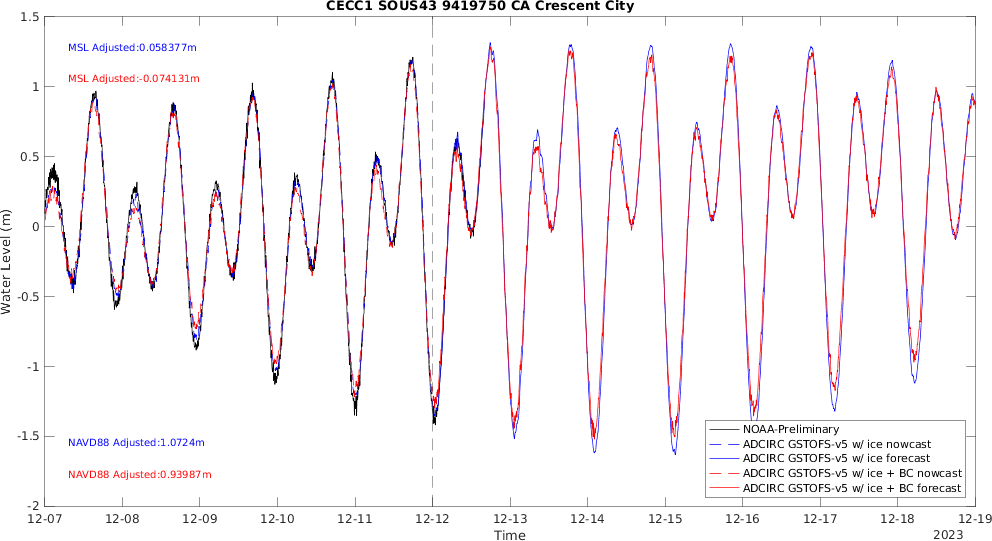 CECC1 SOUS43 9419750 CA Crescent City
1.5
1
0.5
0
-0.5
-1
-1.5
-2
Water Level (m)
MSL Adjusted:0.058377m
MSL Adjusted:-0.074131m
NAVD88 Adjusted:1.0724m
NAVD88 Adjusted:0.93987m
NOAA-Preliminary
ADCIRC GSTOFS-v5 w/ ice nowcast
ADCIRC GSTOFS-v5 w/ ice forecast
ADCIRC GSTOFS-v5 w/ ice + BC nowcast
ADCIRC GSTOFS-v5 w/ ice + BC forecast
12-07 12-08 12-09 12-10 12-11 12-12 12-13 12-14 12-15 12-16 12-17 12-18 12-19
Time
2023